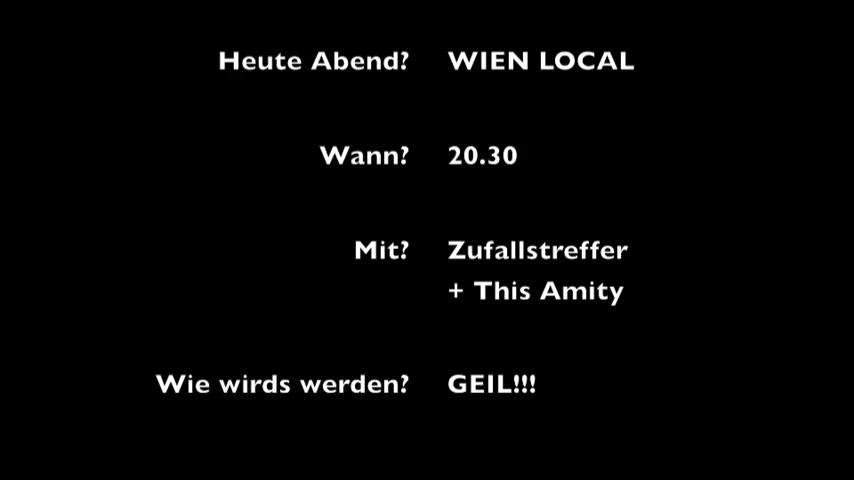 Heute Abend? WIEN LOCAL
Wann? 20.30
Mit? Zufallstreffer
+ This Amity
Wie wirds werden? GEIL!!!